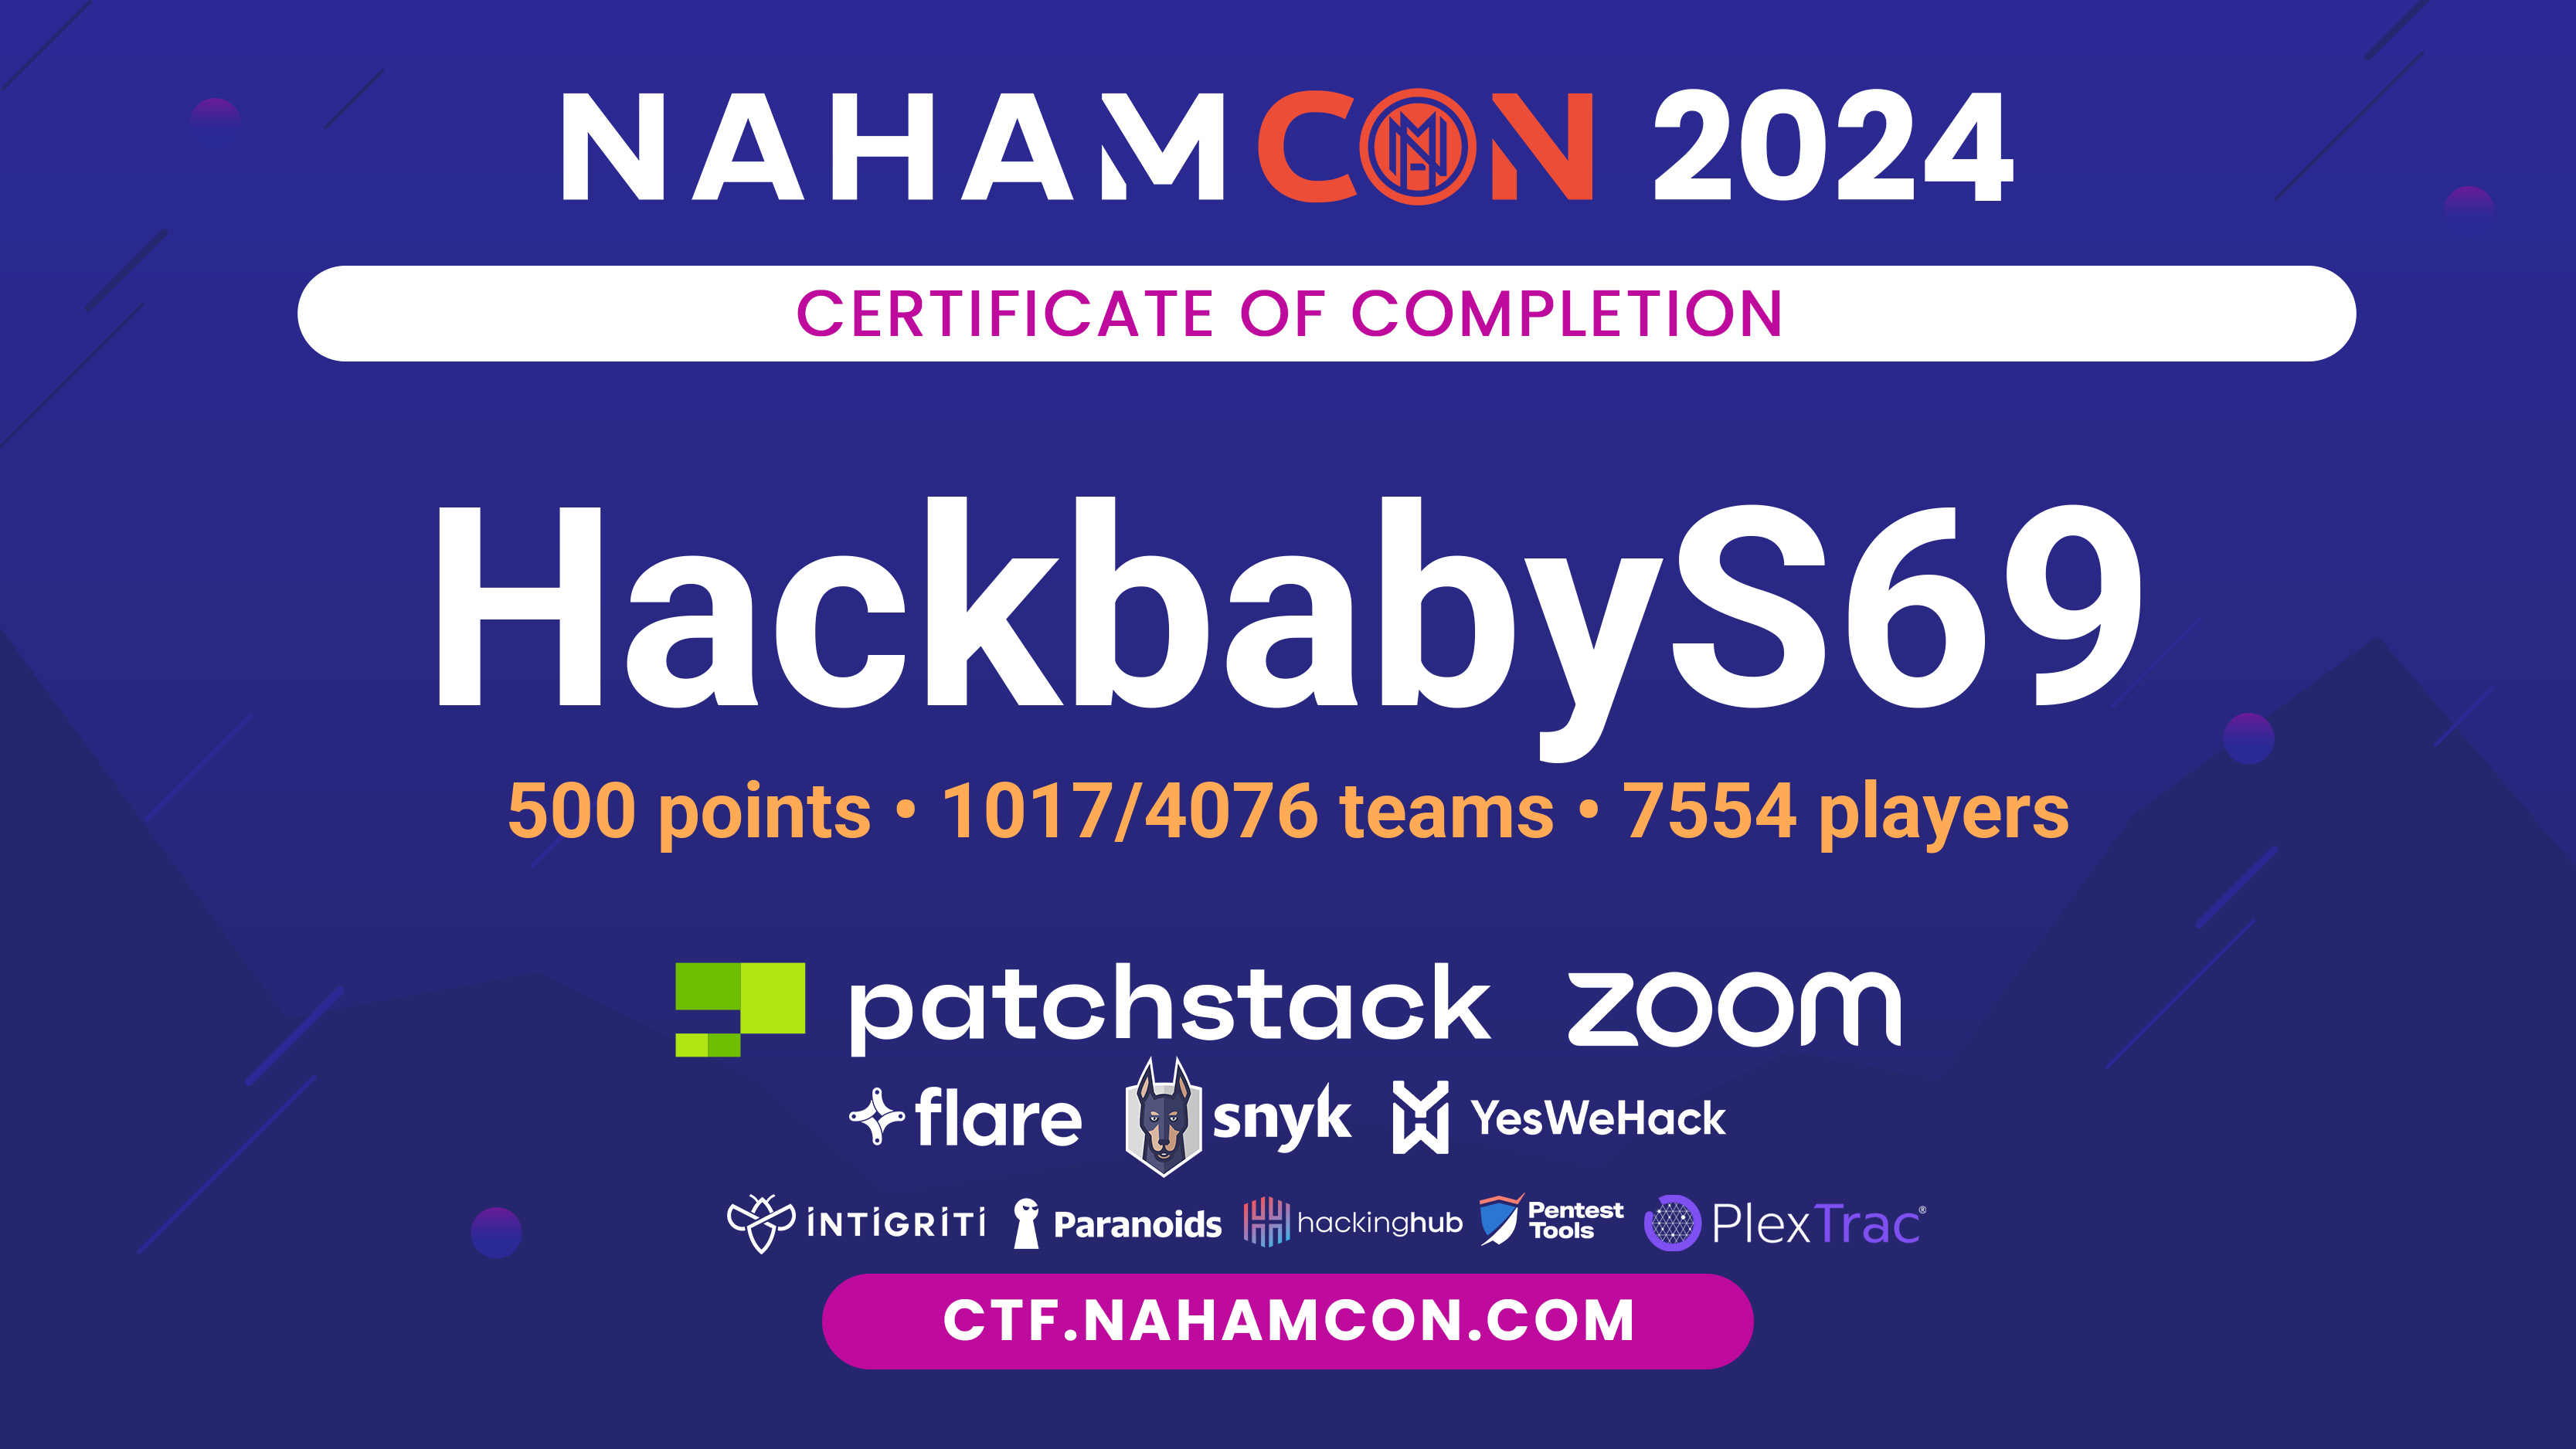 NAHAMCON 2024
CERTIFICATE OF COMPLETION
HackbabyS69
500 points • 1017/4076 teams • 7554 players
patchstack zoom
flare snyk YesWeHack
INTIGRITI Paranoids hackinghub Pentest Tools PlexTrac®
CTF.NAHAMCON.COM